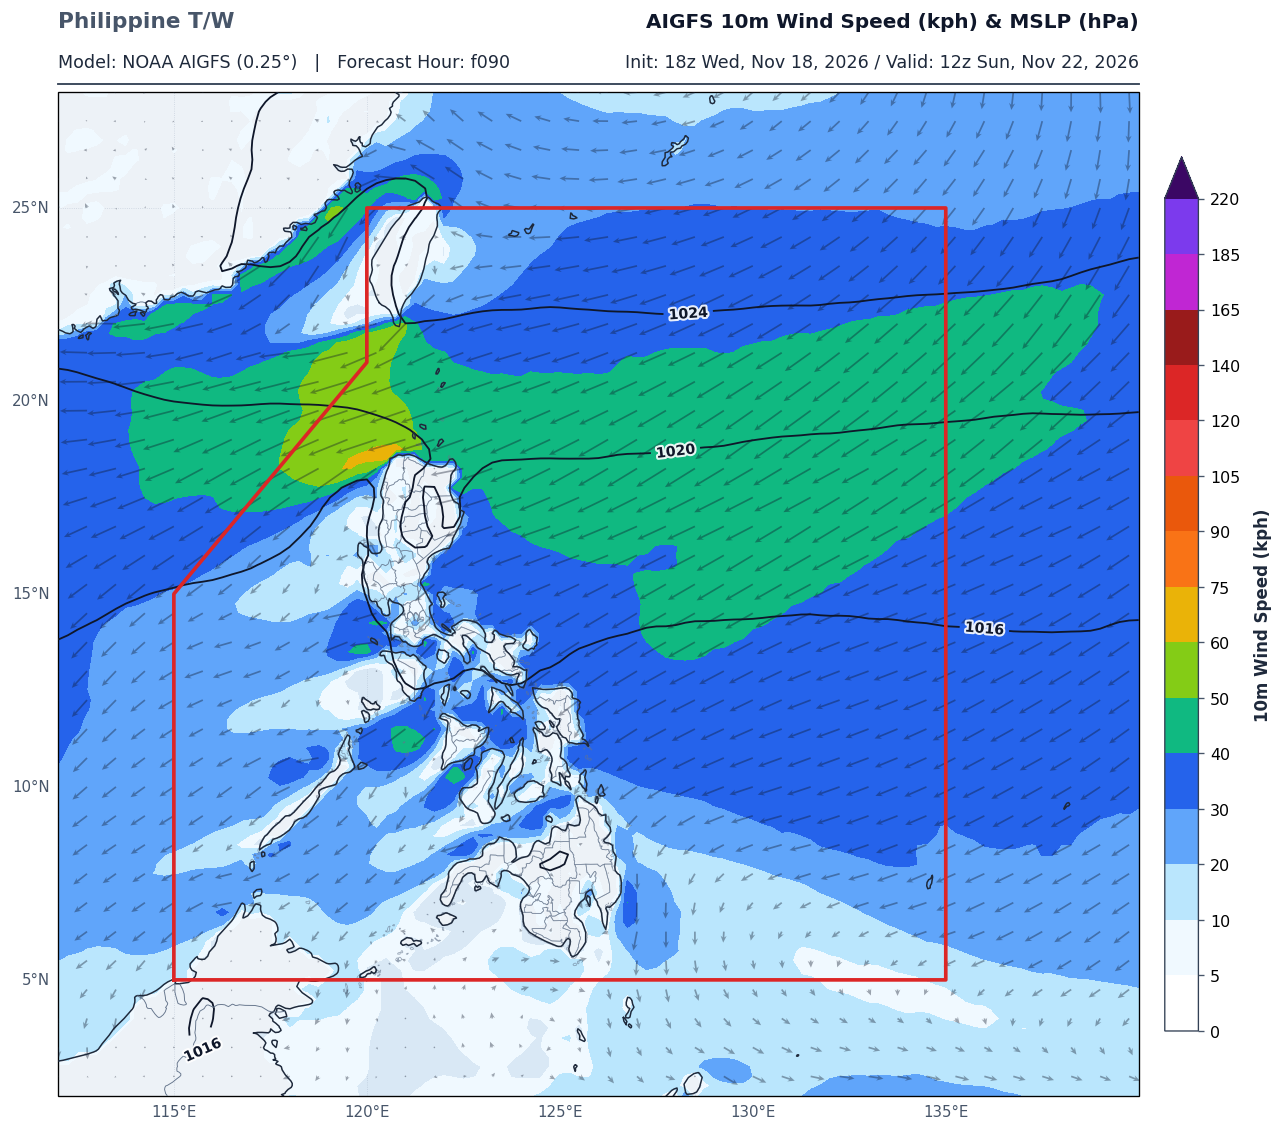 Philippine T/W
AIGFS 10m Wind Speed (kph) & MSLP (hPa)
Model: NOAA AIGFS (0.25°)   |   Forecast Hour: f090
Init: 18z Wed, Nov 18, 2026 / Valid: 12z Sun, Nov 22, 2026
25°N
20°N
15°N
10°N
5°N
115°E
120°E
125°E
130°E
135°E
1024
1020
1016
1016
220
185
165
140
120
105
90
75
60
50
40
30
20
10
5
0
10m Wind Speed (kph)